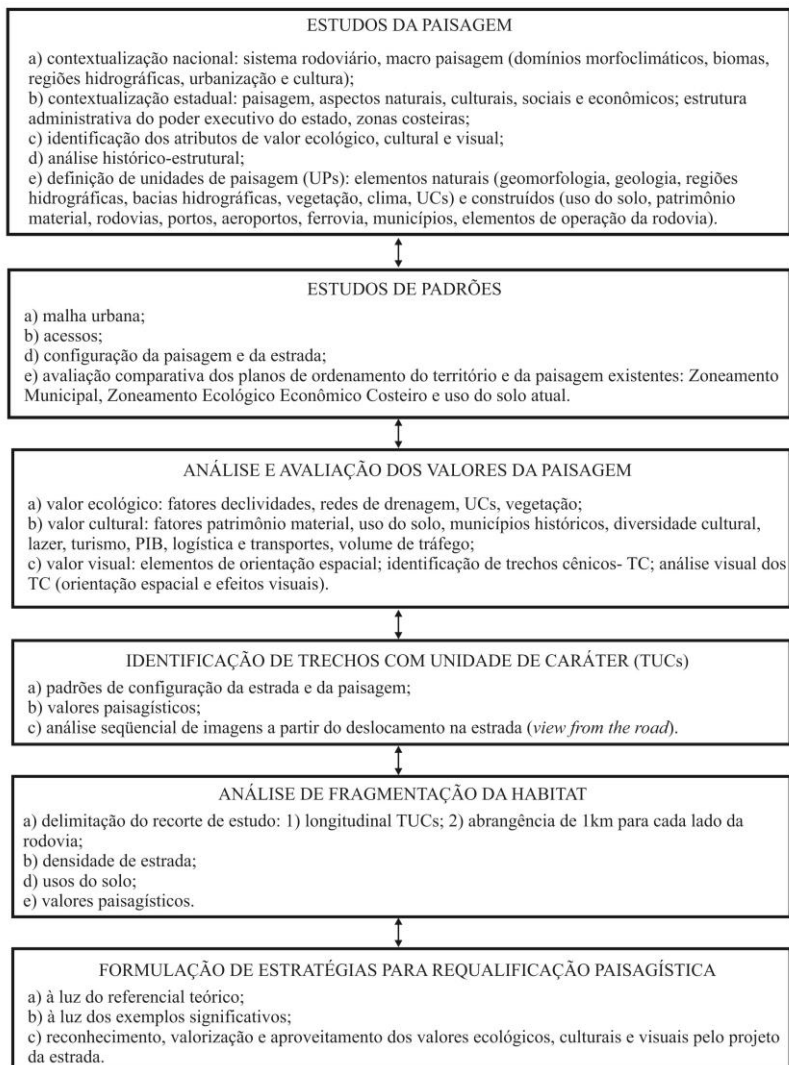 ESTUDOS DA PAISAGEM
a) contextualização nacional: sistema rodoviário, macro paisagem (domínios morfoclimáticos, biomas,
regiões hidrográficas, urbanização e cultura);
b) contextualização estadual: paisagem, aspectos naturais, culturais, sociais e econômicos; estrutura
administrativa do poder executivo do estado, zonas costeiras;
c) identificação dos atributos de valor ecológico, cultural e visual;
d) análise histórico-estrutural;
e) definição de unidades de paisagem (UPs): elementos naturais (geomorfologia, geologia, regiões
hidrográficas, bacias hidrográficas, vegetação, clima, UCs) e construídos (uso do solo, patrimônio
material, rodovias, portos, aeroportos, ferrovia, municípios, elementos de operação da rodovia).
ESTUDOS DE PADRÕES
a) malha urbana;
b) acessos;
d) configuração da paisagem e da estrada;
e) avaliação comparativa dos planos de ordenamento do território e da paisagem existentes: Zoneamento
Municipal, Zoneamento Ecológico Econômico Costeiro e uso do solo atual.
ANÁLISE E AVALIAÇÃO DOS VALORES DA PAISAGEM
a) valor ecológico: fatores declividades, redes de drenagem, UCs, vegetação;
b) valor cultural: fatores patrimônio material, uso do solo, municípios históricos, diversidade cultural,
lazer, turismo, PIB, logística e transportes, volume de tráfego;
c) valor visual: elementos de orientação espacial; identificação de trechos cênicos- TC; análise visual dos
TC (orientação espacial e efeitos visuais).
IDENTIFICAÇÃO DE TRECHOS COM UNIDADE DE CARÁTER (TUCs)
a) padrões de configuração da estrada e da paisagem;
b) valores paisagísticos;
c) análise seqüencial de imagens a partir do deslocamento na estrada (view from the road).
ANÁLISE DE FRAGMENTAÇÃO DA HABITAT
a) delimitação do recorte de estudo: 1) longitudinal TUCs; 2) abrangência de 1km para cada lado da
rodovia;
b) densidade de estrada;
d) usos do solo;
e) valores paisagísticos.
FORMULAÇÃO DE ESTRATÉGIAS PARA REQUALIFICAÇÃO PAISAGÍSTICA
a) à luz do referencial teórico;
b) à luz dos exemplos significativos;
c) reconhecimento, valorização e aproveitamento dos valores ecológicos, culturais e visuais pelo projeto
da estrada.